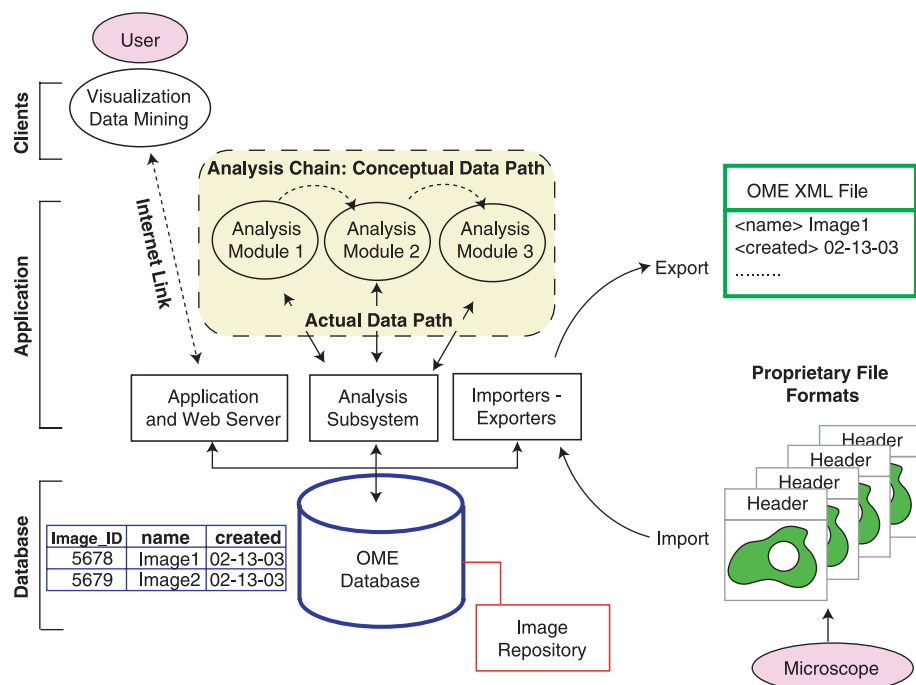 User
Clients
Visualization
Data Mining
Internet Link
Application
Analysis Chain: Conceptual Data Path
Analysis
Module 1
Analysis
Module 2
Analysis
Module 3
Actual Data Path
Application
and Web Server
Analysis
Subsystem
Importers -
Exporters
Export
OME XML File
<name> Image1
<created> 02-13-03
.........
Proprietary File
Formats
Header
Header
Header
Header
Import
Microscope
Database
Image_ID name created
5678 Image1 02-13-03
5679 Image2 02-13-03
OME
Database
Image
Repository